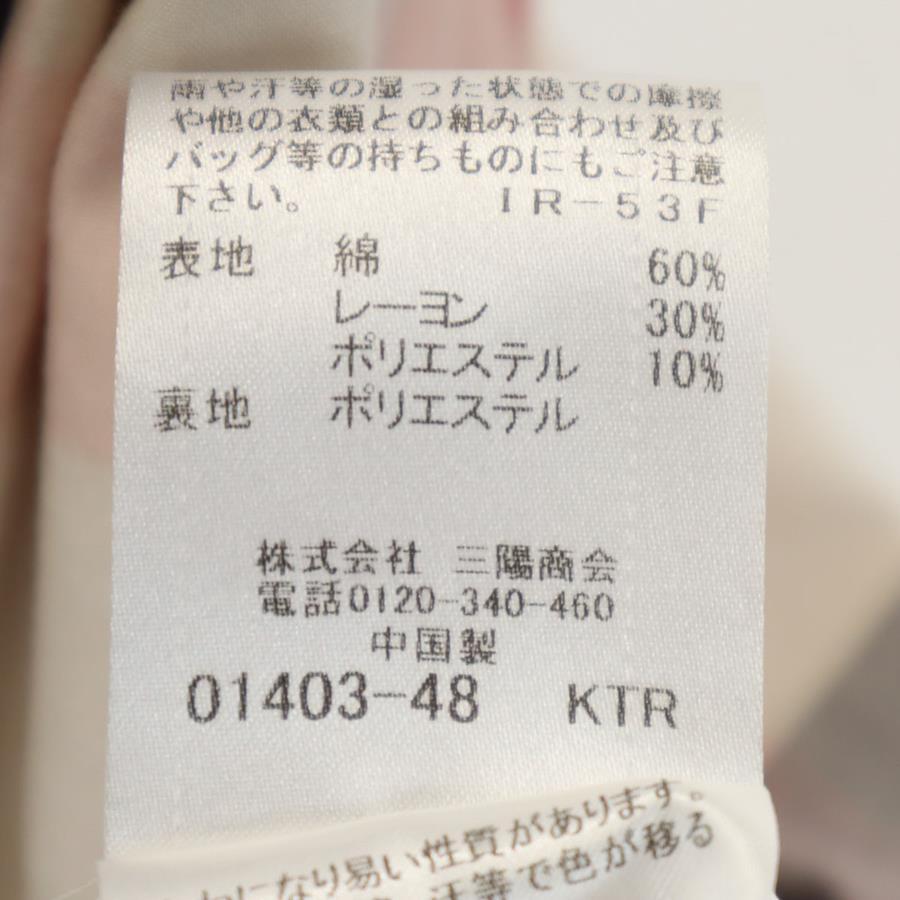 雨や汗等の湿った状態での摩擦
や他の衣類との組み合わせ及び
バッグ等の持ちものにもご注意
下さい。 IR-53F
表地 綿 60%
レーヨン 30%
ポリエステル 10%
裏地 ポリエステル
株式会社 三陽商会
電話0120-340-460
中国製
01403-48 KTR
になり易い性質があります。
汗等で色が移る